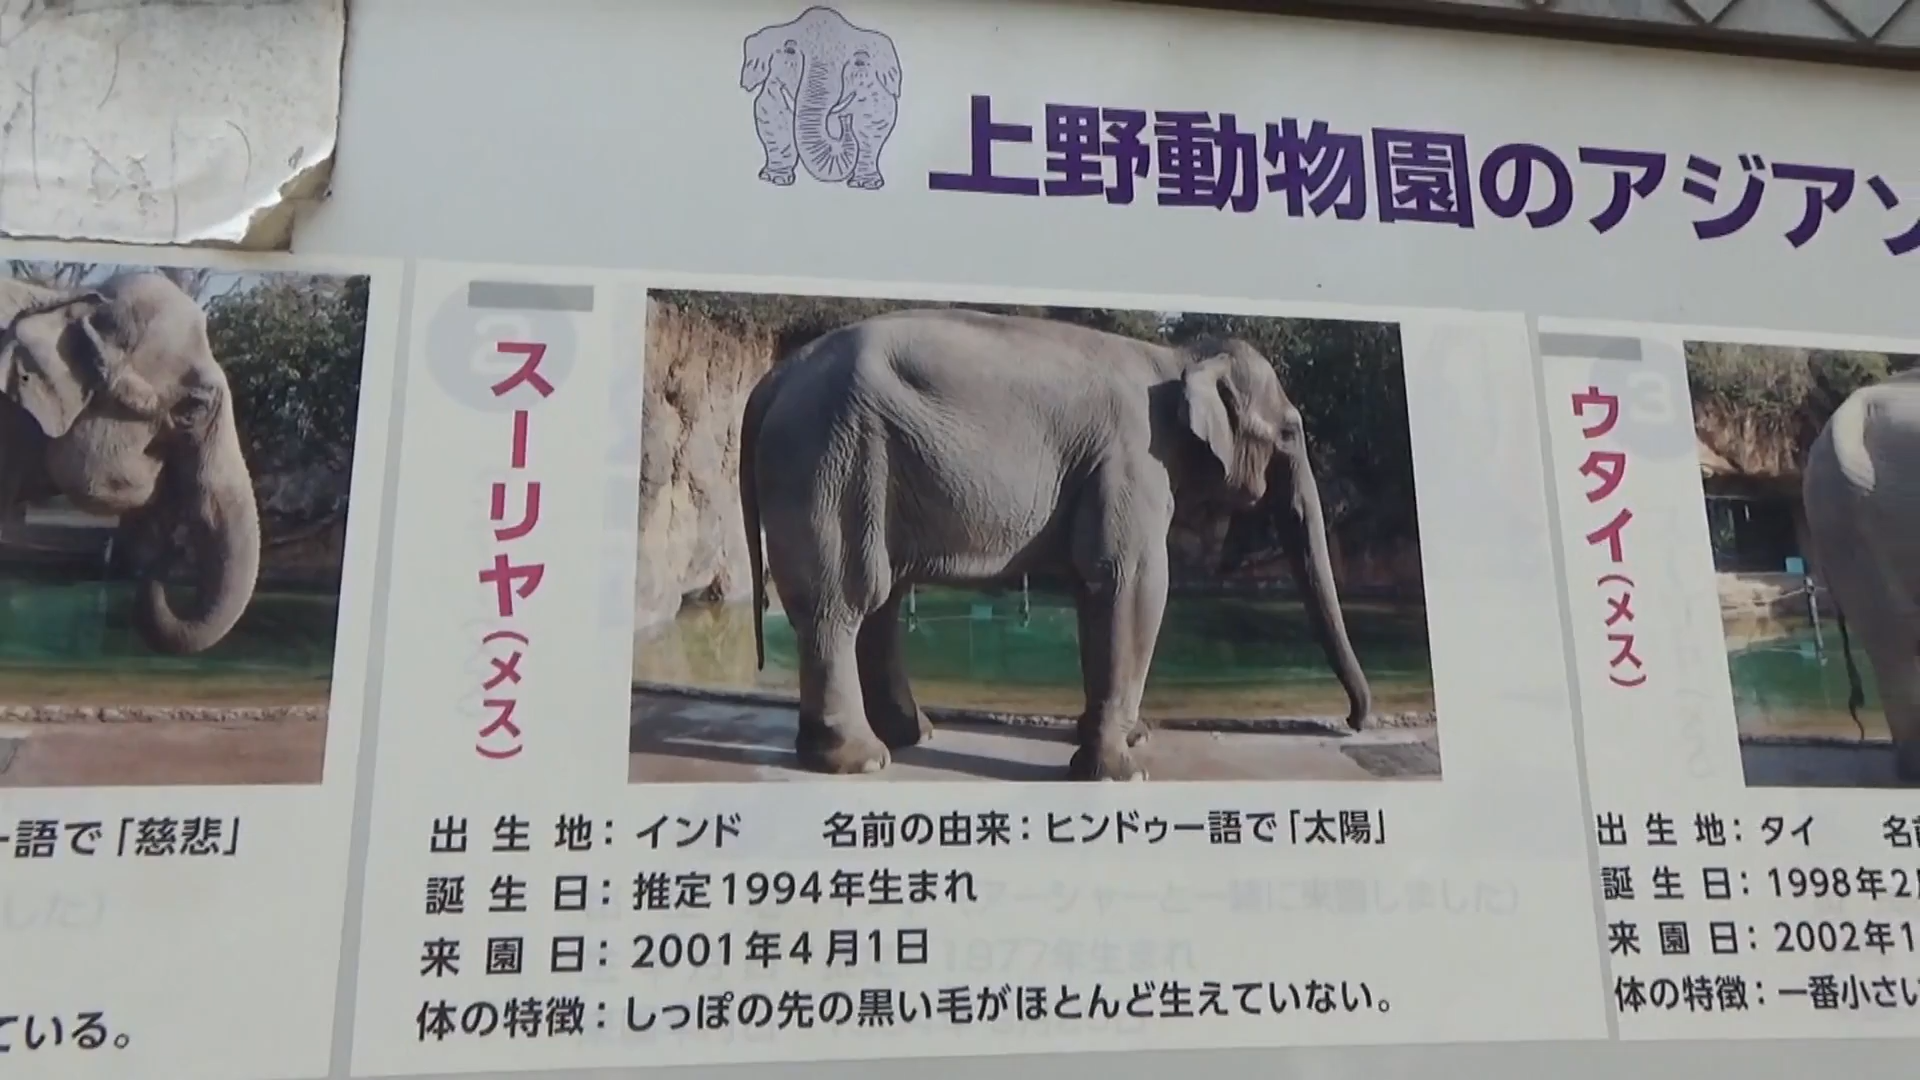 上野動物園のアジアゾ
ー語で「慈悲」
ている。
スーリヤ(メス)
出生地：インド　名前の由来：ヒンドゥー語で「太陽」
誕生日：推定1994年生まれ
来園日：2001年4月1日
体の特徴：しっぽの先の黒い毛がほとんど生えていない。
3
ウタイ(メス)
出生地：タイ　名前
誕生日：1998年2月
来園日：2002年1
体の特徴：一番小さい